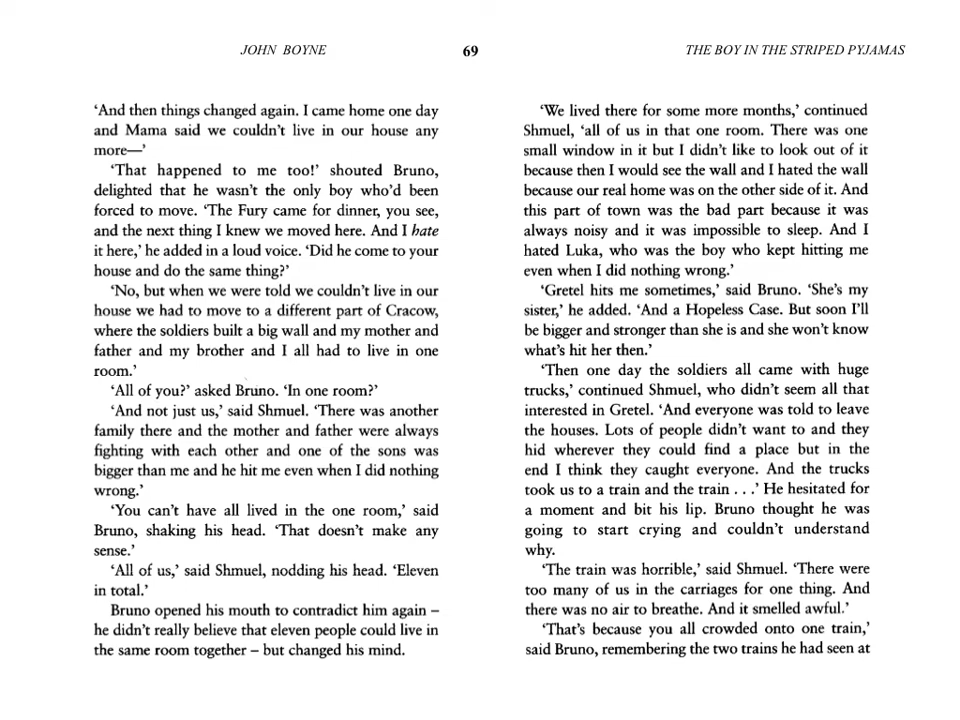 JOHN BOYNE
69
THE BOY IN THE STRIPED PYJAMAS
‘And then things changed again. I came home one day
and Mama said we couldn’t live in our house any
more—’
‘That happened to me too!’ shouted Bruno,
delighted that he wasn’t the only boy who’d been
forced to move. ‘The Fury came for dinner, you see,
and the next thing I knew we moved here. And I hate
it here,’ he added in a loud voice. ‘Did he come to your
house and do the same thing?’
‘No, but when we were told we couldn’t live in our
house we had to move to a different part of Cracow,
where the soldiers built a big wall and my mother and
father and my brother and I all had to live in one
room.’
‘All of you?’ asked Bruno. ‘In one room?’
‘And not just us,’ said Shmuel. ‘There was another
family there and the mother and father were always
fighting with each other and one of the sons was
bigger than me and he hit me even when I did nothing
wrong.’
‘You can’t have all lived in the one room,’ said
Bruno, shaking his head. ‘That doesn’t make any
sense.’
‘All of us,’ said Shmuel, nodding his head. ‘Eleven
in total.’
Bruno opened his mouth to contradict him again –
he didn’t really believe that eleven people could live in
the same room together – but changed his mind.
‘We lived there for some more months,’ continued
Shmuel, ‘all of us in that one room. There was one
small window in it but I didn’t like to look out of it
because then I would see the wall and I hated the wall
because our real home was on the other side of it. And
this part of town was the bad part because it was
always noisy and it was impossible to sleep. And I
hated Luka, who was the boy who kept hitting me
even when I did nothing wrong.’
‘Gretel hits me sometimes,’ said Bruno. ‘She’s my
sister,’ he added. ‘And a Hopeless Case. But soon I’ll
be bigger and stronger than she is and she won’t know
what’s hit her then.’
‘Then one day the soldiers all came with huge
trucks,’ continued Shmuel, who didn’t seem all that
interested in Gretel. ‘And everyone was told to leave
the houses. Lots of people didn’t want to and they
hid wherever they could find a place but in the
end I think they caught everyone. And the trucks
took us to a train and the train . . .’ He hesitated for
a moment and bit his lip. Bruno thought he was
going to start crying and couldn’t understand
why.
‘The train was horrible,’ said Shmuel. ‘There were
too many of us in the carriages for one thing. And
there was no air to breathe. And it smelled awful.’
‘That’s because you all crowded onto one train,’
said Bruno, remembering the two trains he had seen at